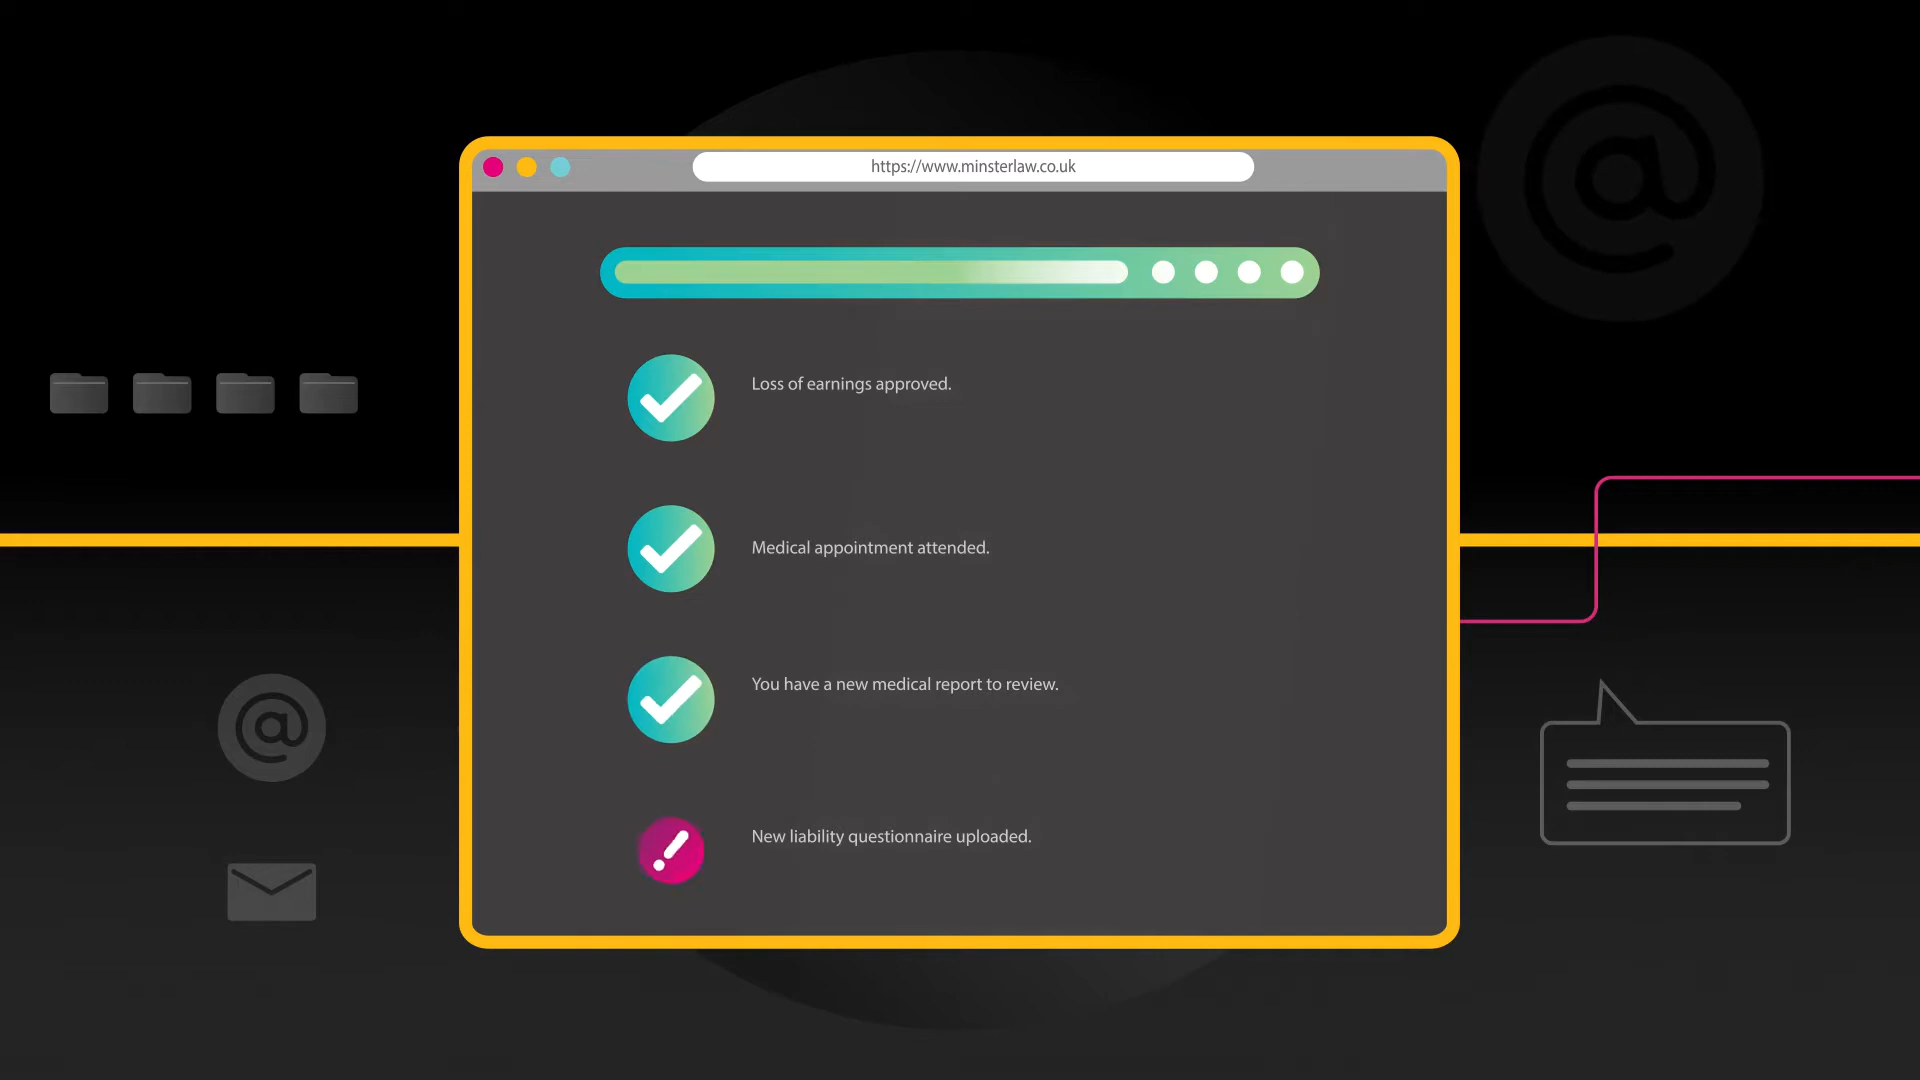 https://www.minsterlaw.co.uk
Loss of earnings approved.
Medical appointment attended.
You have a new medical report to review.
New liability questionnaire uploaded.